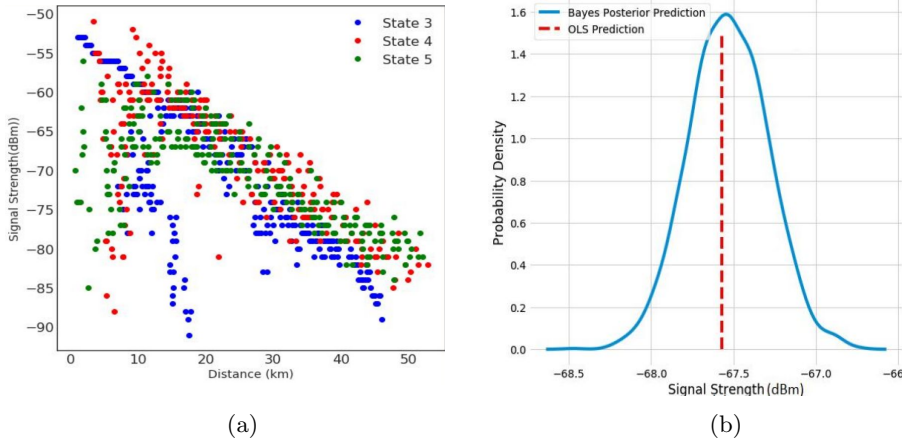 −50
−55
−60
−65
−70
−75
−80
−85
−90
Signal Strength(dBm))
State 3
State 4
State 5
0
10
20
30
40
50
Distance (km)
(a)
1.6
1.4
1.2
1.0
0.8
0.6
0.4
0.2
0.0
Probability Density
Bayes Posterior Prediction
OLS Prediction
−68.5
−68.0
−67.5
−67.0
−66
Signal Strength (dBm)
(b)